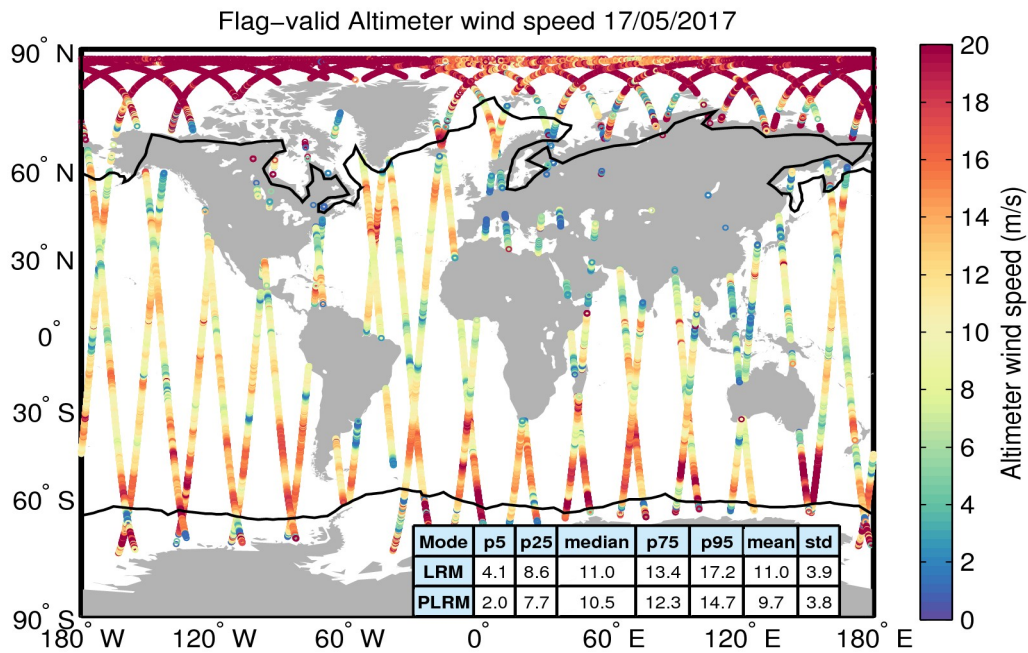 Flag−valid Altimeter wind speed 17/05/2017
90° N
60° N
30° N
0°
30° S
60° S
90° S
180° W
120° W
60° W
0°
60° E
120° E
180° E
Mode p5 p25 median p75 p95 mean std
LRM 4.1 8.6 11.0 13.4 17.2 11.0 3.9
PLRM 2.0 7.7 10.5 12.3 14.7 9.7 3.8
20
18
16
14
12
10
8
6
4
2
0
Altimeter wind speed (m/s)